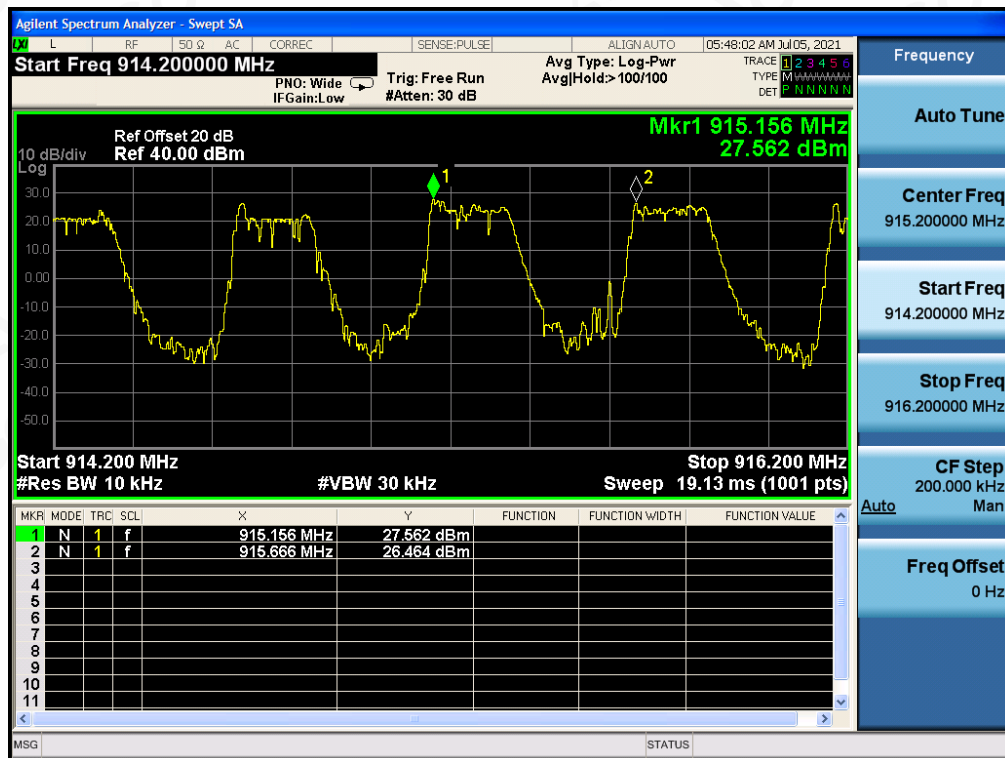 Agilent Spectrum Analyzer - Swept SA
LXI L RF 50 Ω AC CORREC SENSE:PULSE ALIGN AUTO 05:48:02 AM Jul 05, 2021
Start Freq 914.200000 MHz
PNO: Wide
IFGain:Low
Trig: Free Run
#Atten: 30 dB
Avg Type: Log-Pwr
Avg|Hold:>100/100
TRACE 1 2 3 4 5 6
TYPE M WWWWW
DET P N N N N N
Mkr1 915.156 MHz
27.562 dBm
Ref Offset 20 dB
10 dB/div Ref 40.00 dBm
Log
30.0
20.0
10.0
0.00
-10.0
-20.0
-30.0
-40.0
-50.0
1
2
Start 914.200 MHz Stop 916.200 MHz
#Res BW 10 kHz #VBW 30 kHz Sweep 19.13 ms (1001 pts)
MKR MODE TRC SCL X Y FUNCTION FUNCTION WIDTH FUNCTION VALUE
1 N 1 f 915.156 MHz 27.562 dBm
2 N 1 f 915.666 MHz 26.464 dBm
3
4
5
6
7
8
9
10
11
MSG STATUS
Frequency
Auto Tune
Center Freq
915.200000 MHz
Start Freq
914.200000 MHz
Stop Freq
916.200000 MHz
CF Step
200.000 kHz
Auto Man
Freq Offset
0 Hz